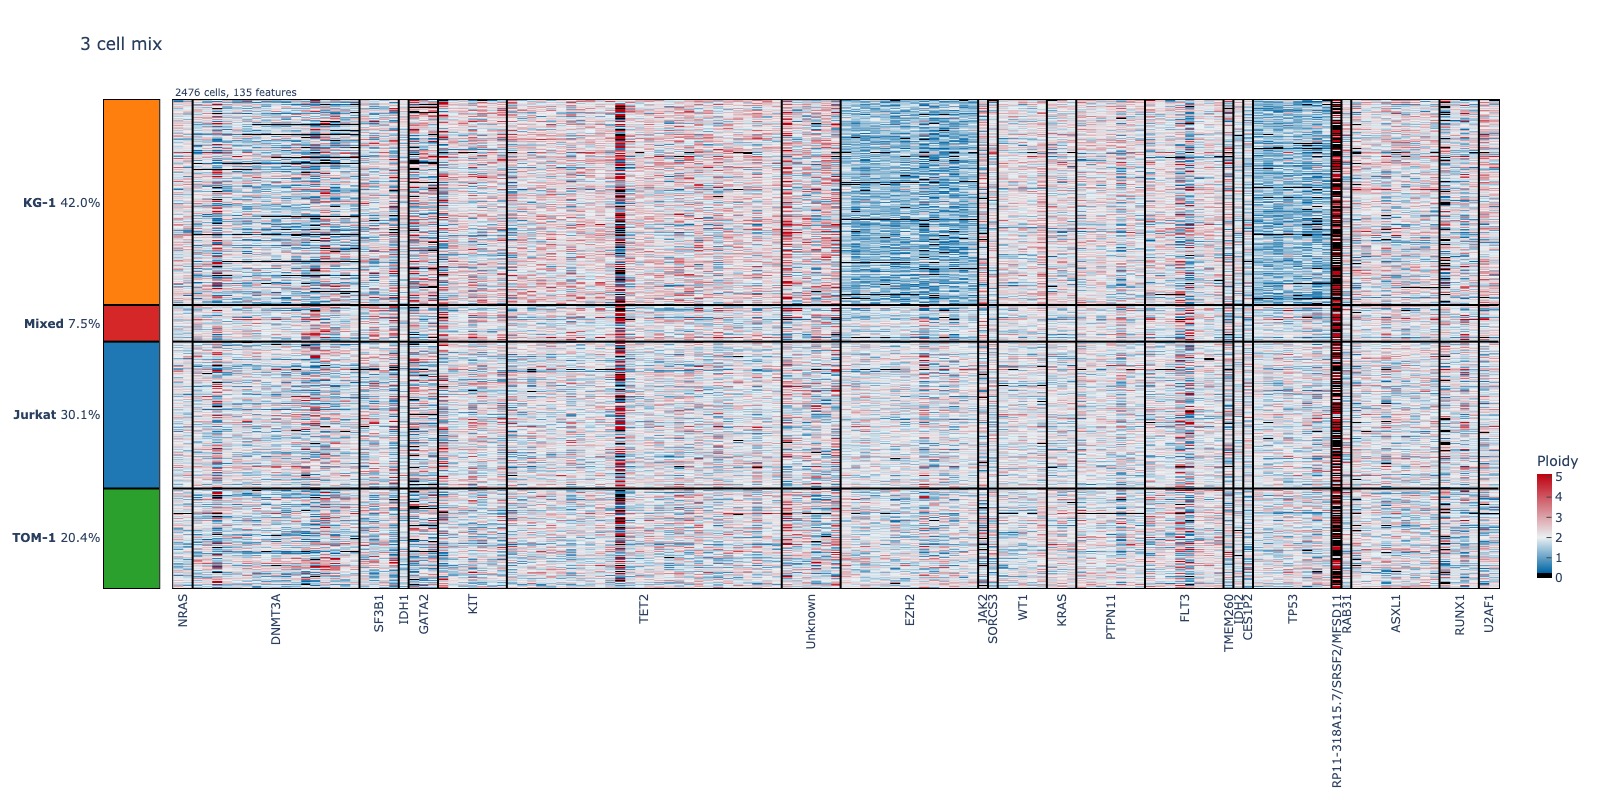 3 cell mix
2476 cells, 135 features
KG-1 42.0%
Mixed 7.5%
Jurkat 30.1%
TOM-1 20.4%
Ploidy
5
4
3
2
1
0
NRAS
DNMT3A
SF3B1
IDH1
GATA2
KIT
TET2
Unknown
EZH2
JAK2
SORCS3
WT1
KRAS
PTPN11
FLT3
TMEM260
IDH2
CES1P2
TP53
RP11-318A15.7/SRSF2/MFSD11
RAB31
ASXL1
RUNX1
U2AF1